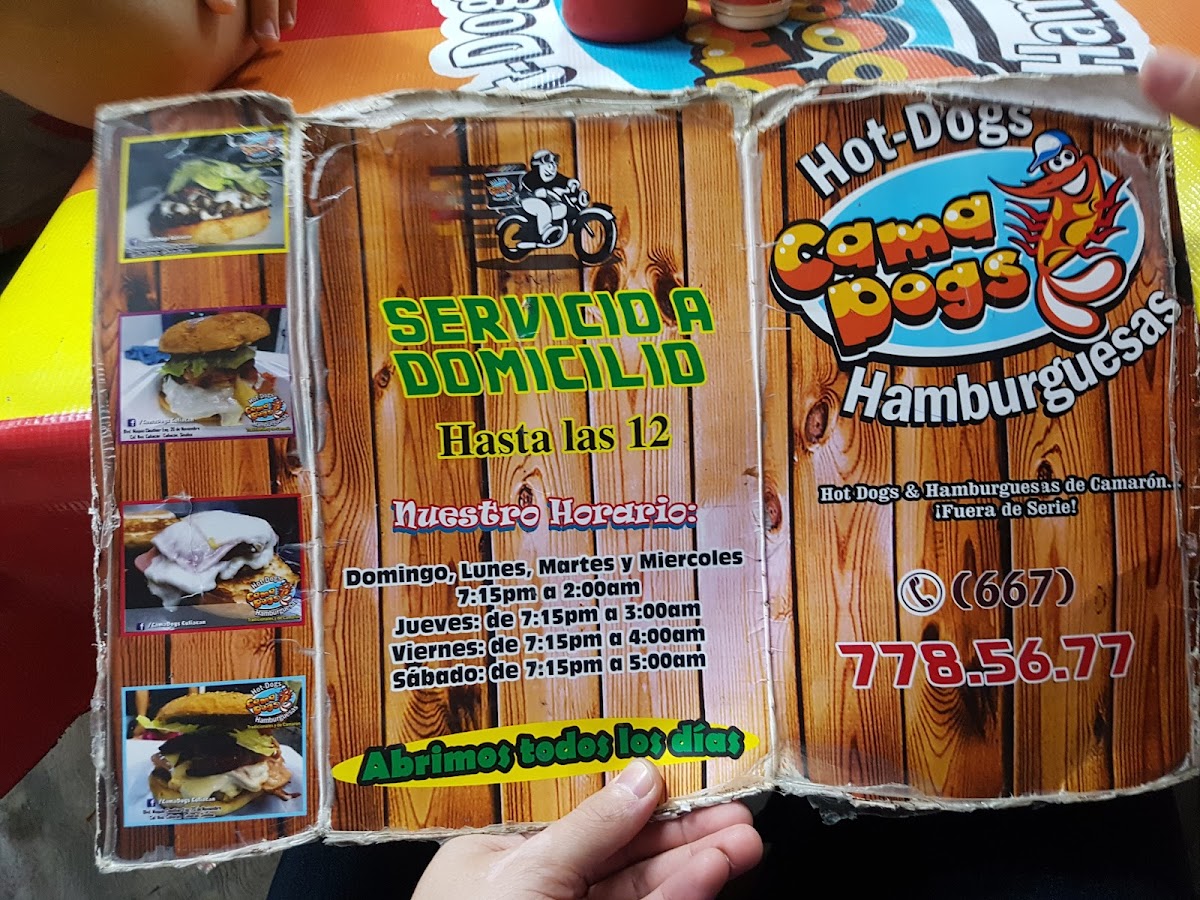 /CamaDogs Culiacan
SERVICIO A
DOMICILIO
Hasta las 12
Nuestro Horario:
Domingo, Lunes, Martes y Miercoles
7:15pm a 2:00am
Jueves: de 7:15pm a 3:00am
Viernes: de 7:15pm a 4:00am
Sábado: de 7:15pm a 5:00am
Abrimos todos los días
Hot-Dogs
Cama
Dogs
Hamburguesas
Hot Dogs & Hamburguesas de Camarón...
¡Fuera de Serie!
(667)
778.56.77